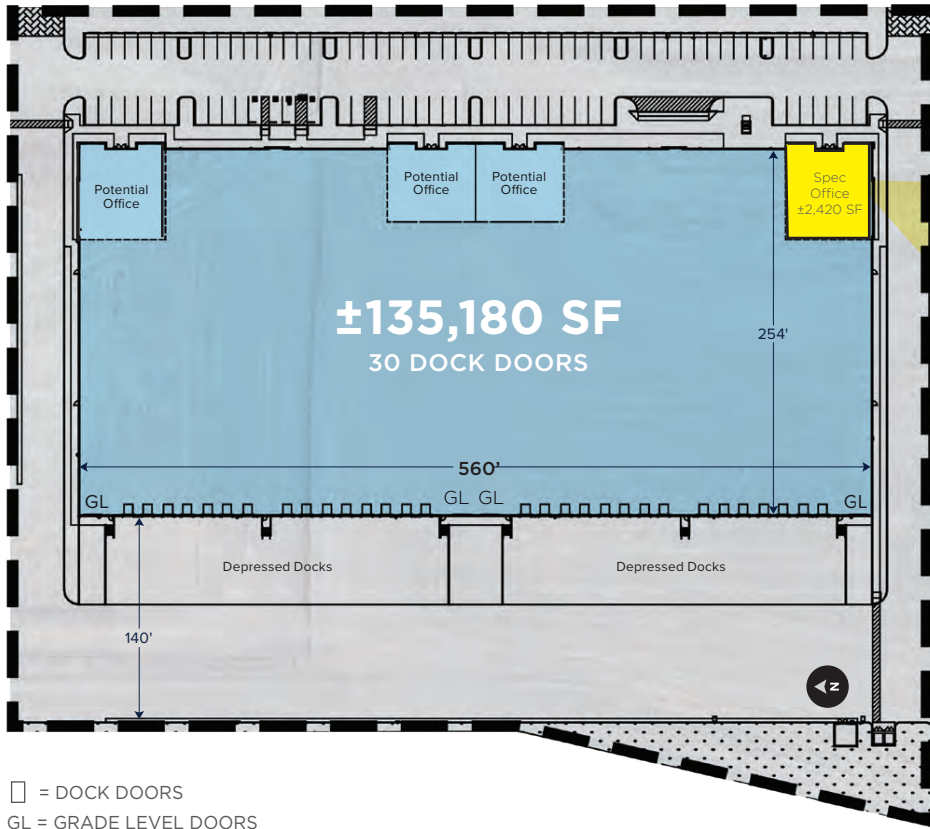 Potential
Office
Potential
Office
Potential
Office
Spec
Office
±2,420 SF
±135,180 SF
30 DOCK DOORS
254'
560'
GL
GL GL
GL
Depressed Docks
Depressed Docks
140'
N
= DOCK DOORS
GL = GRADE LEVEL DOORS